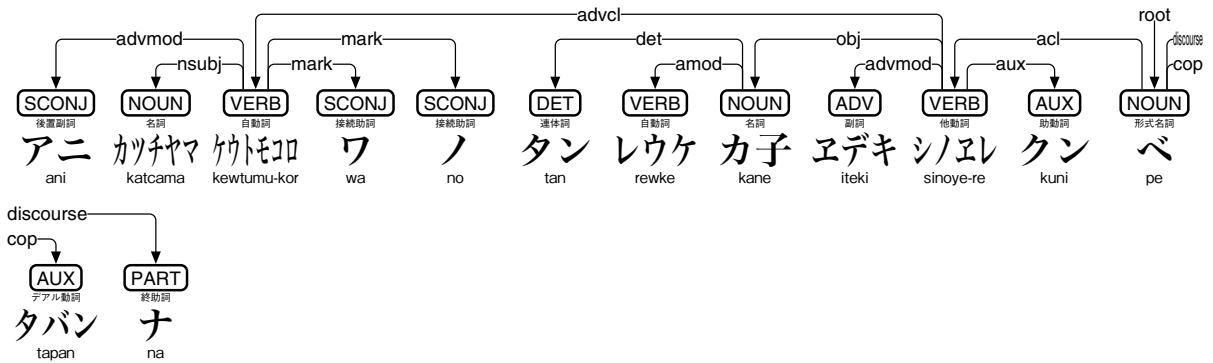 advcl root
advmod mark det obj acl discourse
nsubj mark amod advmod aux cop
SCONJ NOUN VERB SCONJ SCONJ DET VERB NOUN ADV VERB AUX NOUN
後置副詞 名詞 自動詞 接続助詞 接続助詞 連体詞 自動詞 名詞 副詞 他動詞 助動詞 形式名詞
アニ カツチヤマ ケウトモコロ ワ ノ タン レウケ カ子 ヱデキ シノヱレ クン ベ
ani katcama kewtumu-kor wa no tan rewke kane iteki sinoye-re kuni pe
discourse
cop
AUX PART
デアル動詞 終助詞
タバン ナ
tapan na